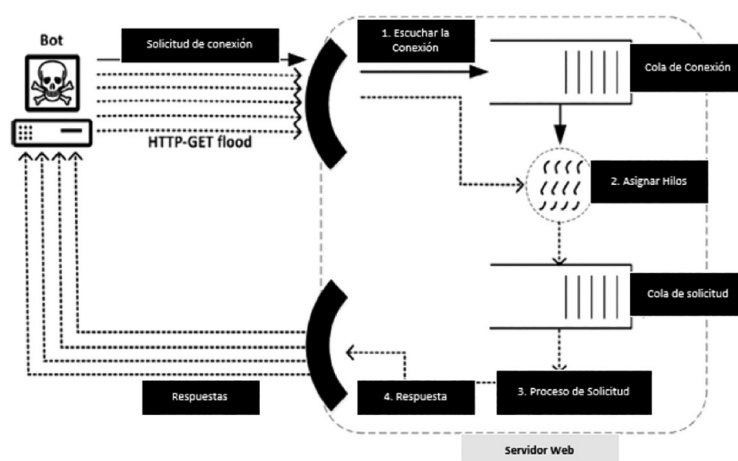 Bot
Solicitud de conexión
1. Escuchar la
Conexión
Cola de Conexión
HTTP-GET flood
2. Asignar Hilos
Cola de solicitud
Respuestas
4. Respuesta
3. Proceso de Solicitud
Servidor Web